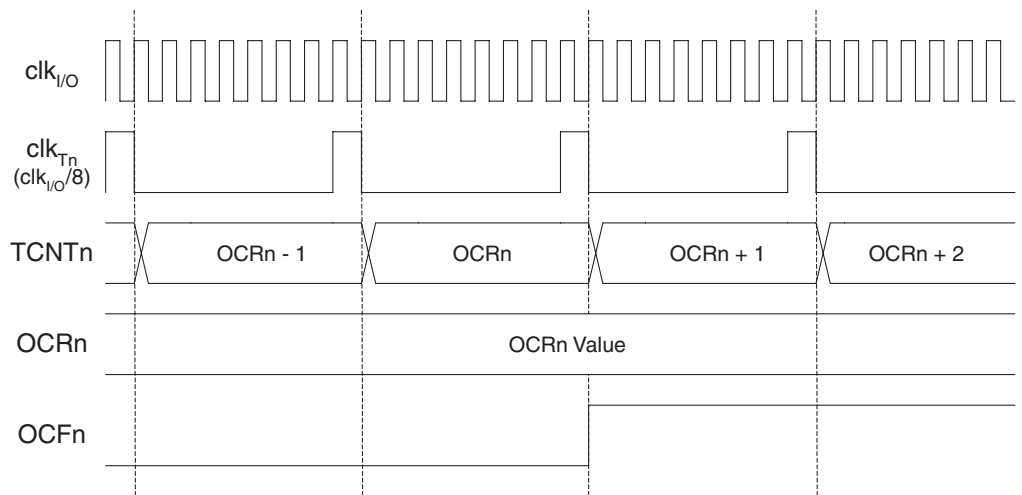 clkI/O
clkTn
(clkI/O/8)
TCNTn
OCRn - 1
OCRn
OCRn + 1
OCRn + 2
OCRn
OCRn Value
OCFn